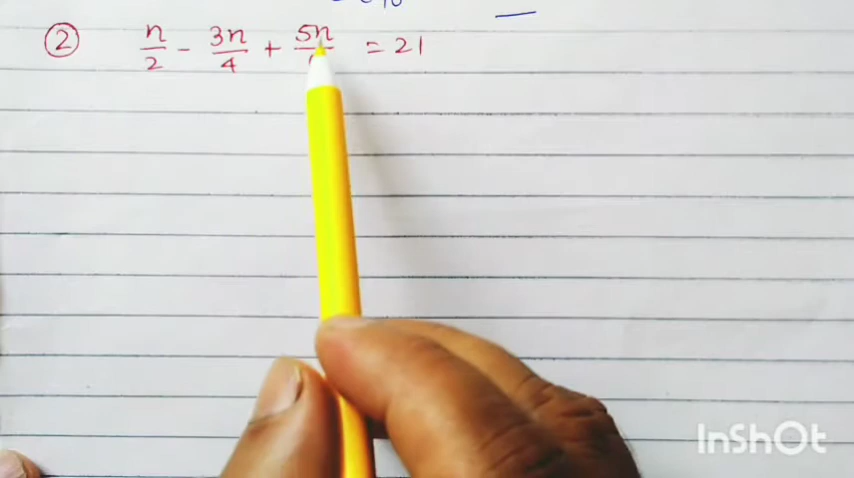 ② n/2 - 3n/4 + 5n/ = 21
InShOt